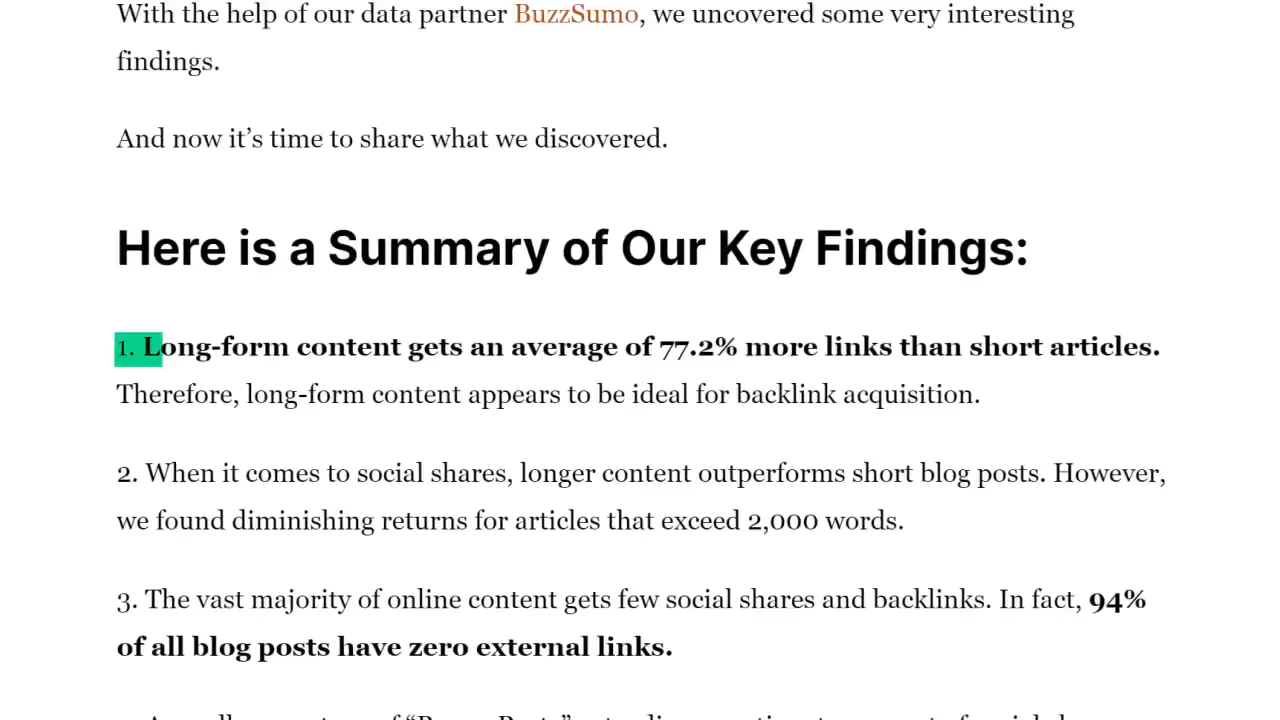 With the help of our data partner BuzzSumo, we uncovered some very interesting
findings.
And now it’s time to share what we discovered.
Here is a Summary of Our Key Findings:
1. Long-form content gets an average of 77.2% more links than short articles.
Therefore, long-form content appears to be ideal for backlink acquisition.
2. When it comes to social shares, longer content outperforms short blog posts. However,
we found diminishing returns for articles that exceed 2,000 words.
3. The vast majority of online content gets few social shares and backlinks. In fact, 94%
of all blog posts have zero external links.